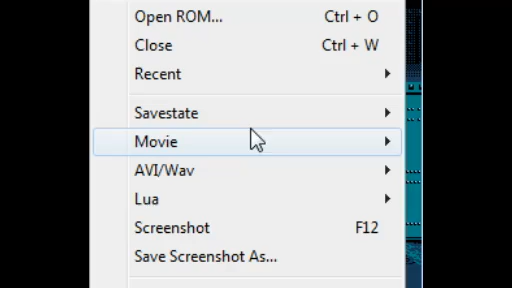 Open ROM... Ctrl + O
Close Ctrl + W
Recent
Savestate
Movie
AVI/Wav
Lua
Screenshot F12
Save Screenshot As...